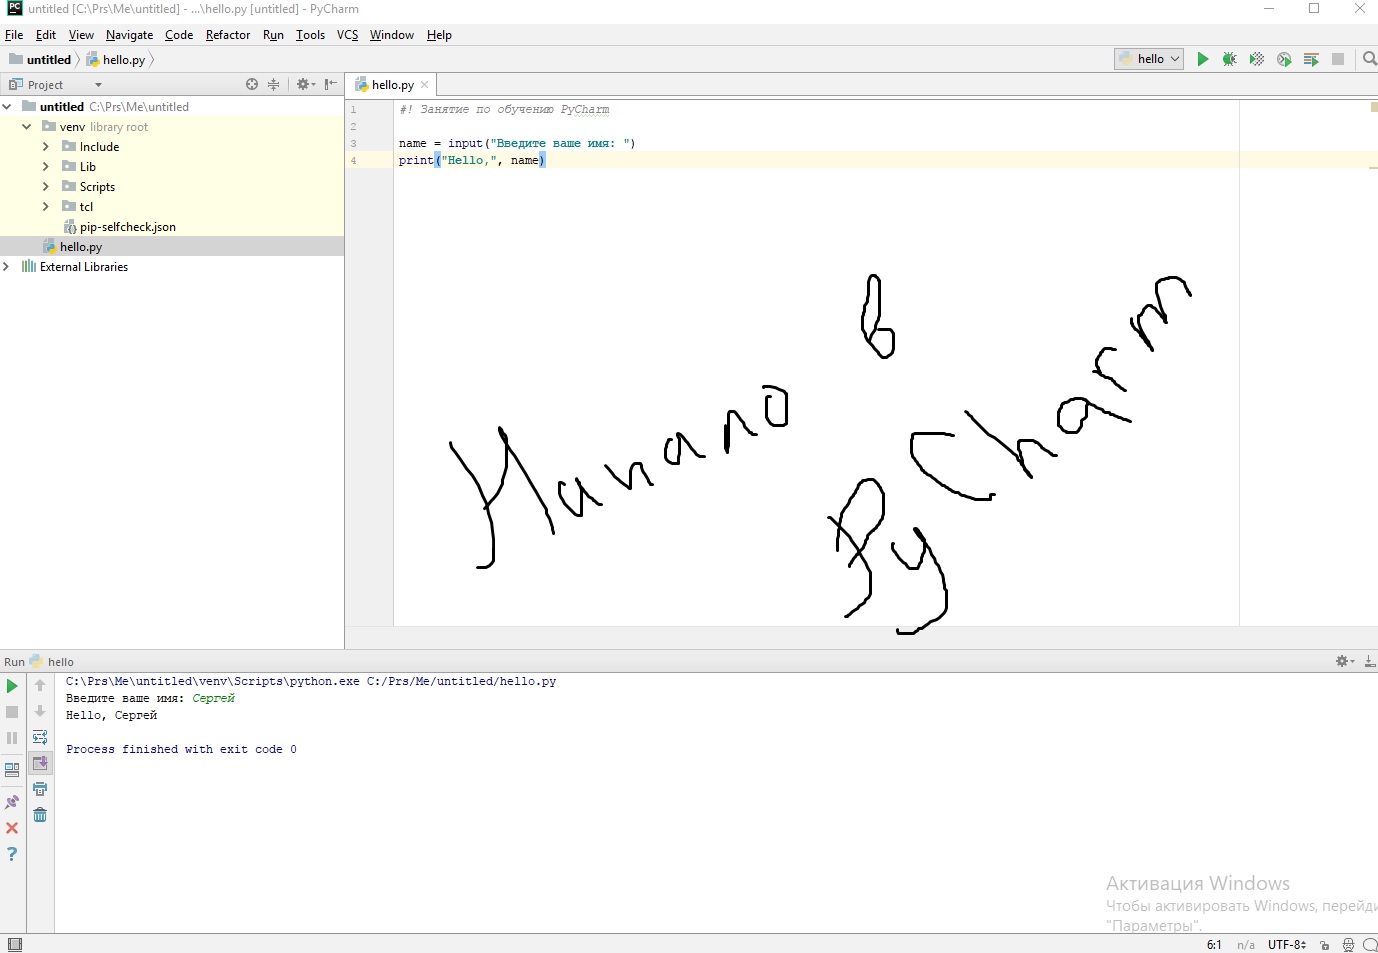 untitled [C:\Prs\Me\untitled] - ...\hello.py [untitled] - PyCharm
File Edit View Navigate Code Refactor Run Tools VCS Window Help
untitled hello.py hello
Project hello.py
untitled C:\Prs\Me\untitled
venv library root
Include
Lib
Scripts
tcl
pip-selfcheck.json
hello.py
External Libraries
1 #! Занятие по обучению PyCharm
2
3 name = input("Введите ваше имя: ")
4 print("Hello,", name)
Начало в
PyCharm
Run hello
C:\Prs\Me\untitled\venv\Scripts\python.exe C:/Prs/Me/untitled/hello.py
Введите ваше имя: Сергей
Hello, Сергей
Process finished with exit code 0
Активация Windows
Чтобы активировать Windows, перейди
"Параметры".
6:1 n/a UTF-8